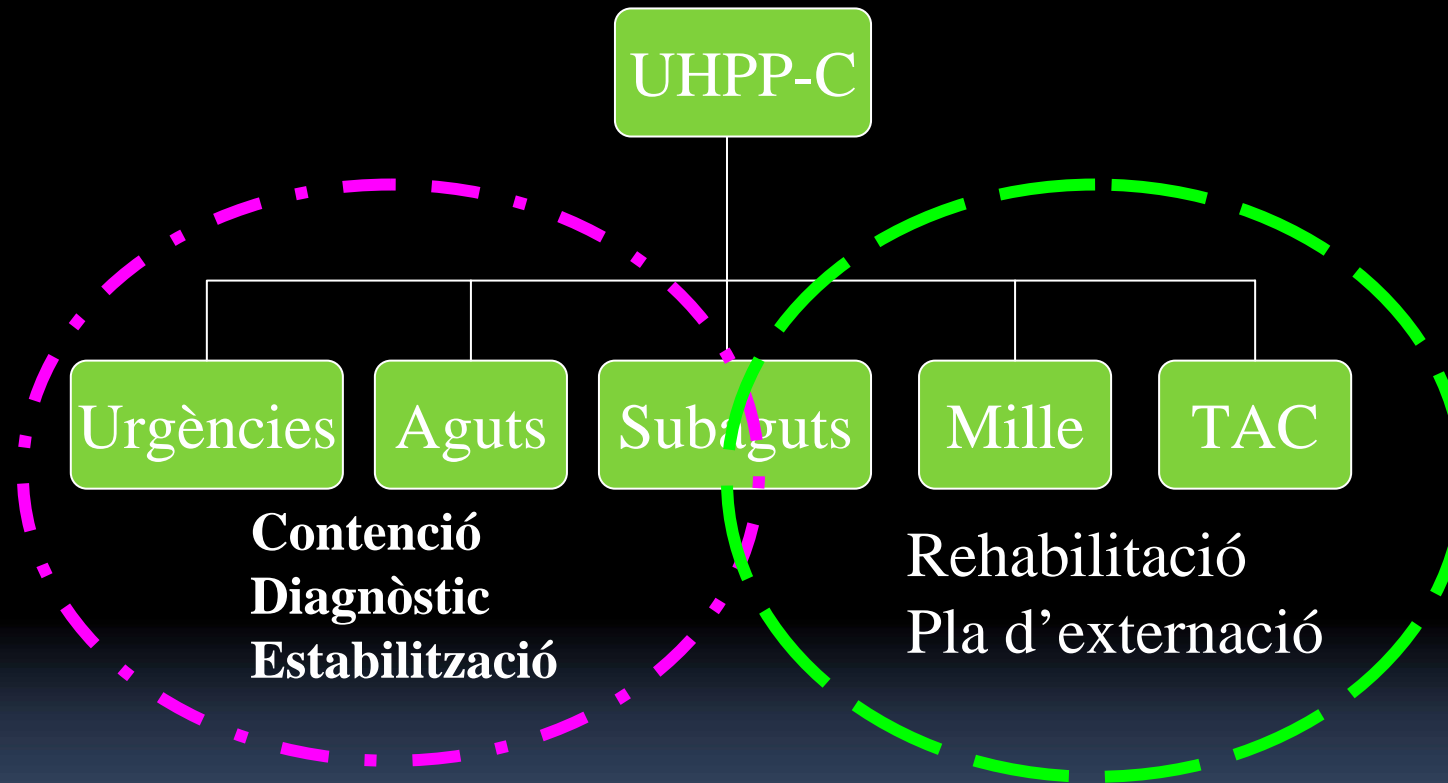 UHPP-C
Urgències
Aguts
Subaguts
Mille
TAC
Contenció
Diagnòstic
Estabilització
Rehabilitació
Pla d’externació